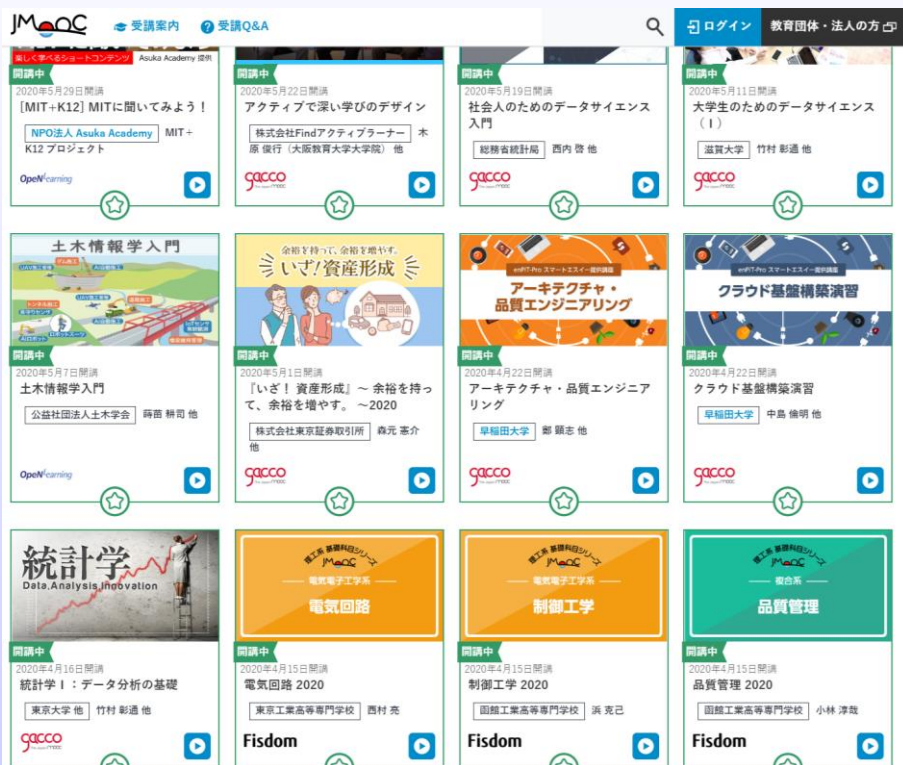 JMOOC
受講案内
受講Q&A
ログイン
教育団体・法人の方
楽しく学べるショートコンテンツ Asuka Academy 提供
開講中
2020年5月29日開講
[MIT+K12] MITに聞いてみよう！
NPO法人 Asuka Academy MIT+
K12 プロジェクト
OpeN Learning
開講中
2020年5月22日開講
アクティブで深い学びのデザイン
株式会社Findアクティブラーナー 木
原 俊行（大阪教育大学大学院） 他
gacco
開講中
2020年5月19日開講
社会人のためのデータサイエンス
入門
総務省統計局 西内 啓 他
gacco
開講中
2020年5月11日開講
大学生のためのデータサイエンス
（Ⅰ）
滋賀大学 竹村 彰通 他
gacco
土木情報学入門
開講中
2020年5月7日開講
土木情報学入門
公益社団法人土木学会 蒔苗 耕司 他
OpeN Learning
余裕を持って、余裕を増やす。
いざ!資産形成
開講中
2020年5月1日開講
『いざ！ 資産形成』～ 余裕を持っ
て、余裕を増やす。 ～2020
株式会社東京証券取引所 森元 憲介
他
gacco
enPiT-Pro スマートエスイー提供講座
アーキテクチャ・
品質エンジニアリング
開講中
2020年4月22日開講
アーキテクチャ・品質エンジニア
リング
早稲田大学 鄭 顕志 他
gacco
enPiT-Pro スマートエスイー提供講座
クラウド基盤構築演習
開講中
2020年4月22日開講
クラウド基盤構築演習
早稲田大学 中島 倫明 他
gacco
統計学
Data,Analysis,Innovation
開講中
2020年4月16日開講
統計学Ⅰ：データ分析の基礎
東京大学 他 竹村 彰通 他
gacco
理工系 基礎科目シリーズ
JMOOC
電気電子工学系
電気回路
開講中
2020年4月15日開講
電気回路 2020
東京工業高等専門学校 西村 亮
Fisdom
理工系 基礎科目シリーズ
JMOOC
電気電子工学系
制御工学
開講中
2020年4月15日開講
制御工学 2020
函館工業高等専門学校 浜 克己
Fisdom
理工系 基礎科目シリーズ
JMOOC
複合系
品質管理
開講中
2020年4月15日開講
品質管理 2020
函館工業高等専門学校 小林 淳哉
Fisdom